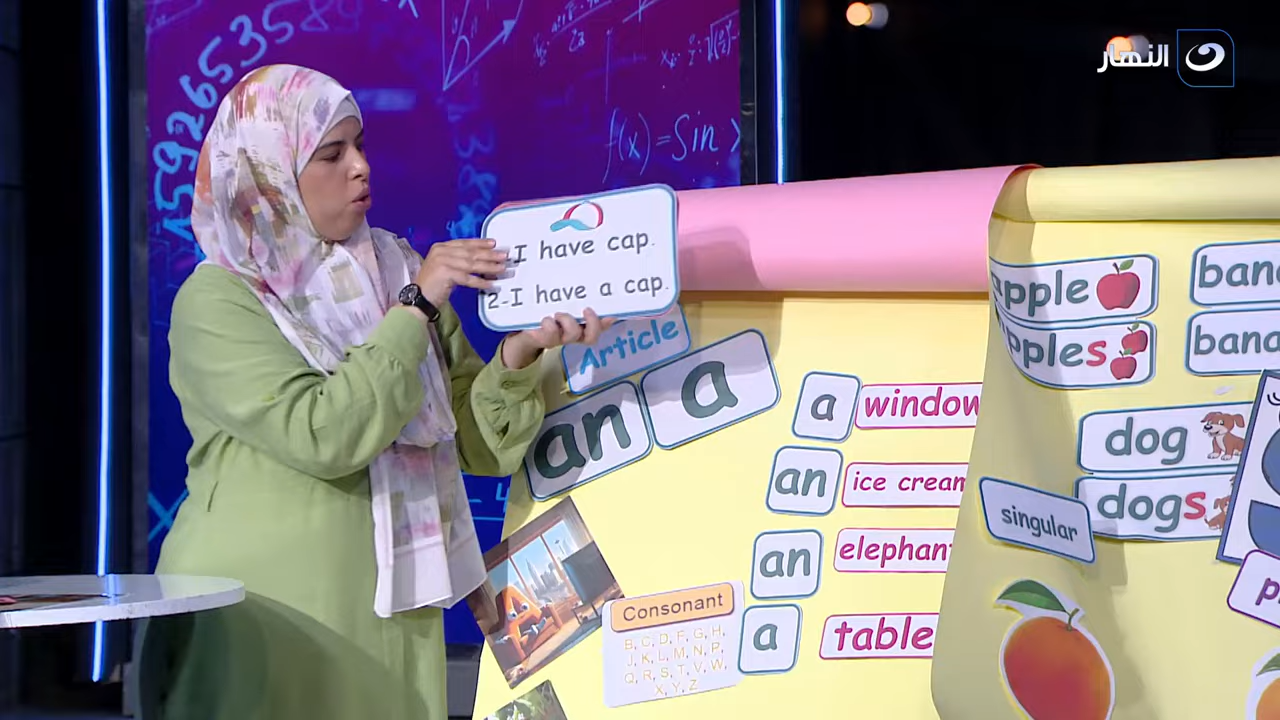 النهار
1592653589
f(x)=Sin x
I have cap.
2-I have a cap.
Article
an
a
a window
an ice cream
an elephant
a table
Consonant
B, C, D, F, G, H,
J, K, L, M, N, P,
Q, R, S, T, V, W,
X, Y, Z
apple
apples
dog
dogs
singular